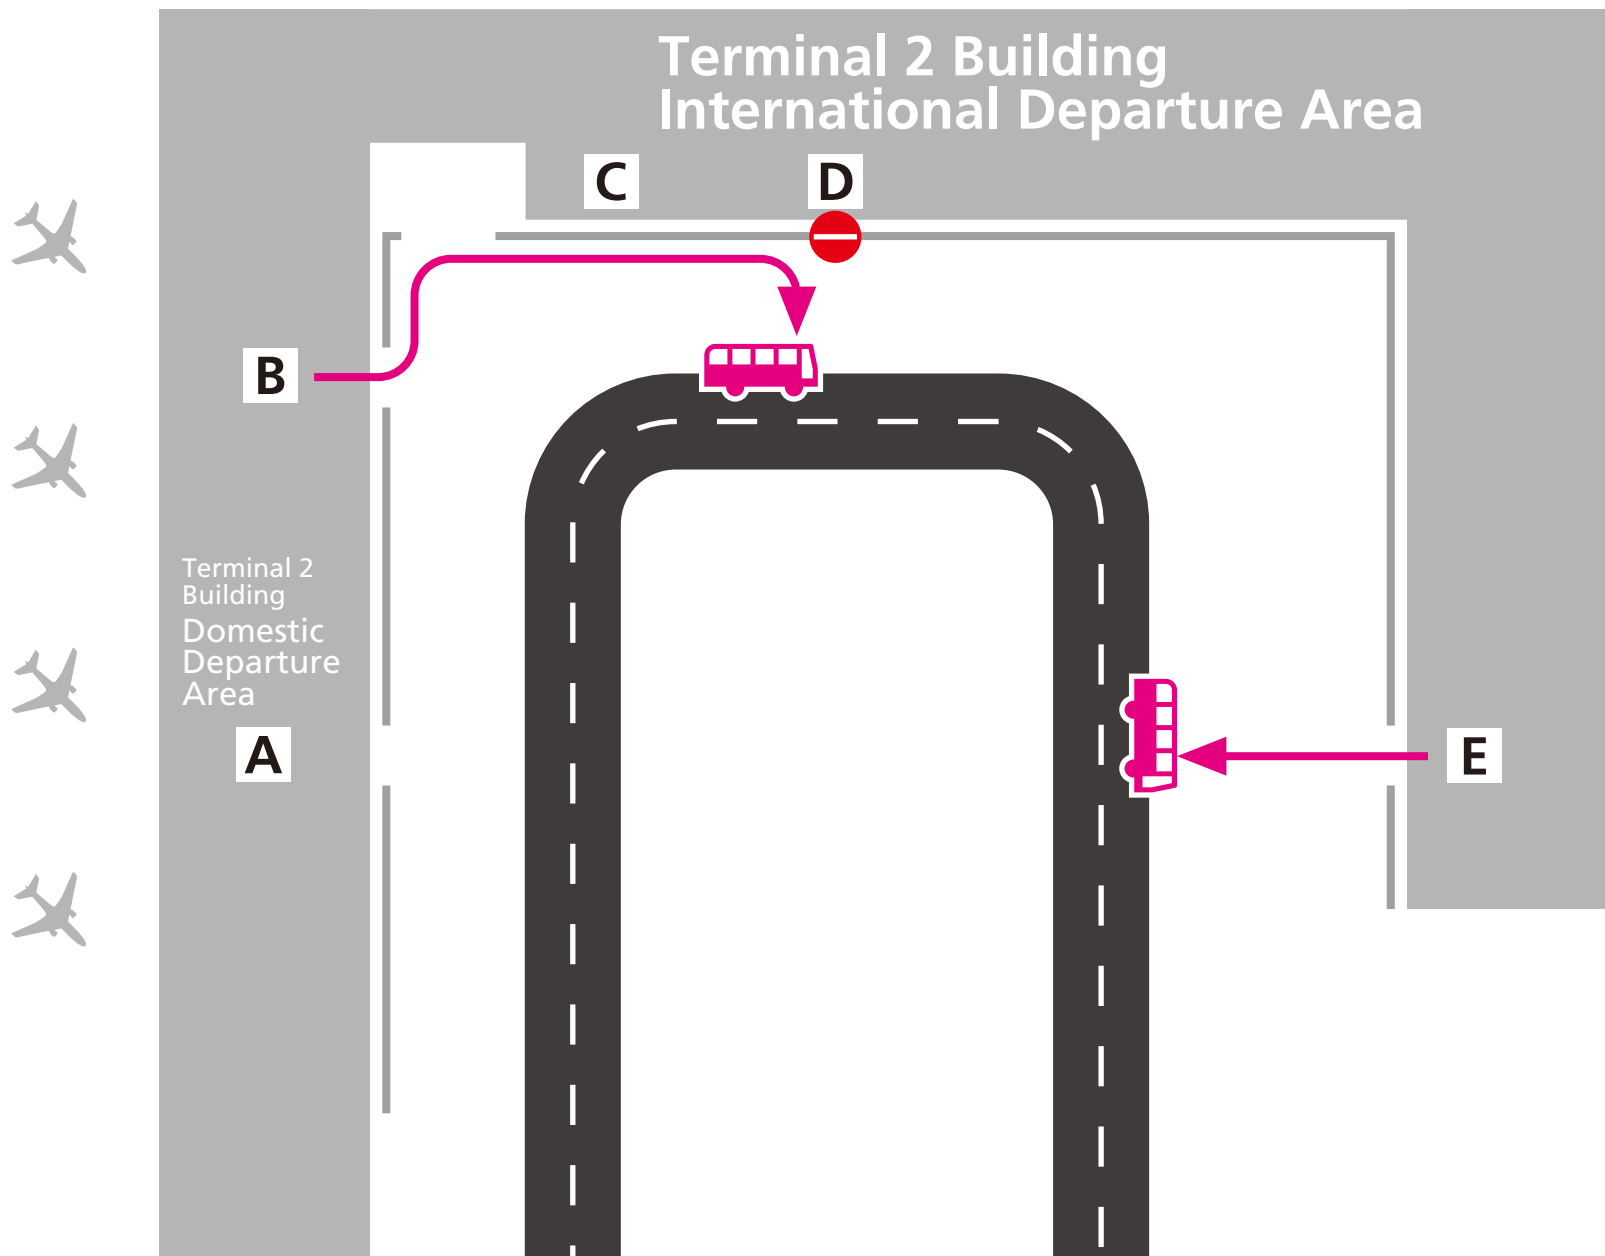 Terminal 2 Building
International Departure Area
C
D
B
Terminal 2
Building
Domestic
Departure
Area
A
E